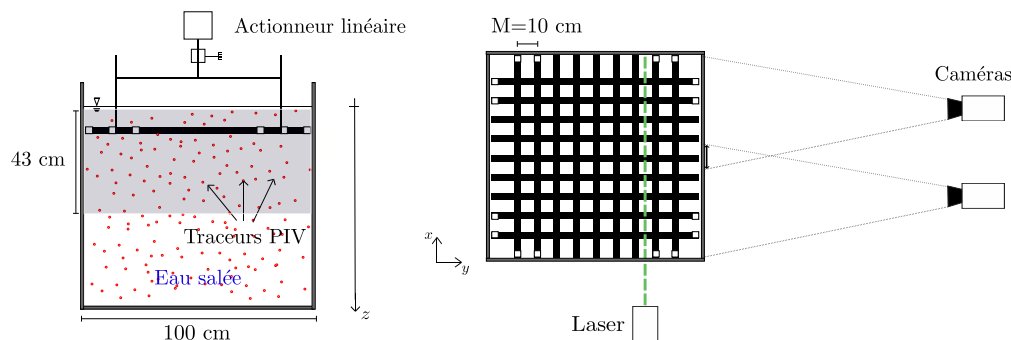 Actionneur linéaire
43 cm
Traceurs PIV
Eau salée
100 cm
z
M=10 cm
Caméras
x
y
Laser